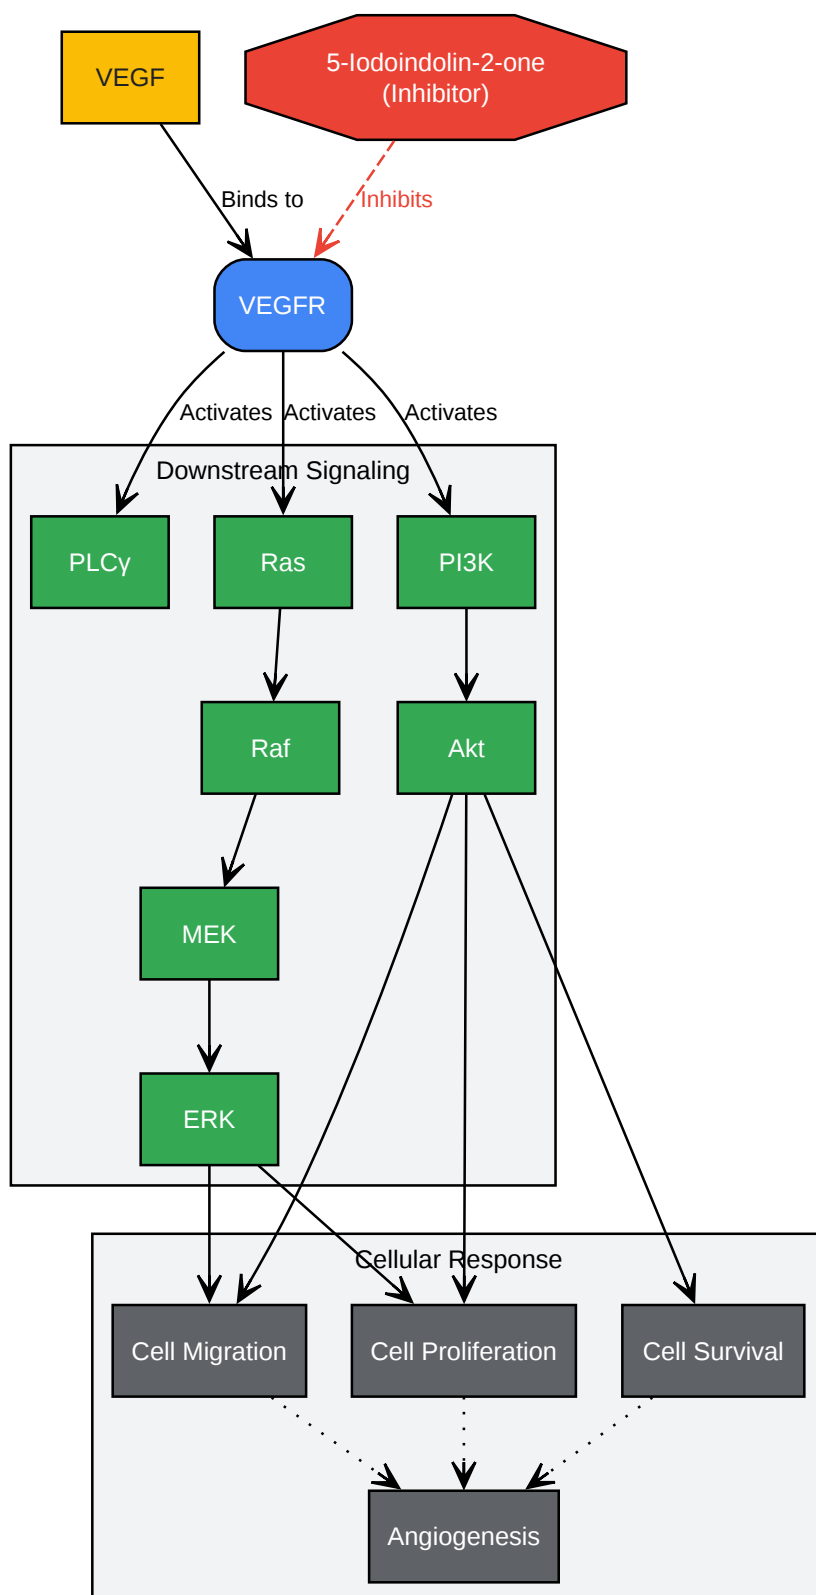 VEGF
5-Iodoindolin-2-one
(Inhibitor)
Binds to
Inhibits
VEGFR
Activates
Activates
Activates
Downstream Signaling
PLCγ
Ras
PI3K
Raf
Akt
MEK
ERK
Cellular Response
Cell Migration
Cell Proliferation
Cell Survival
Angiogenesis